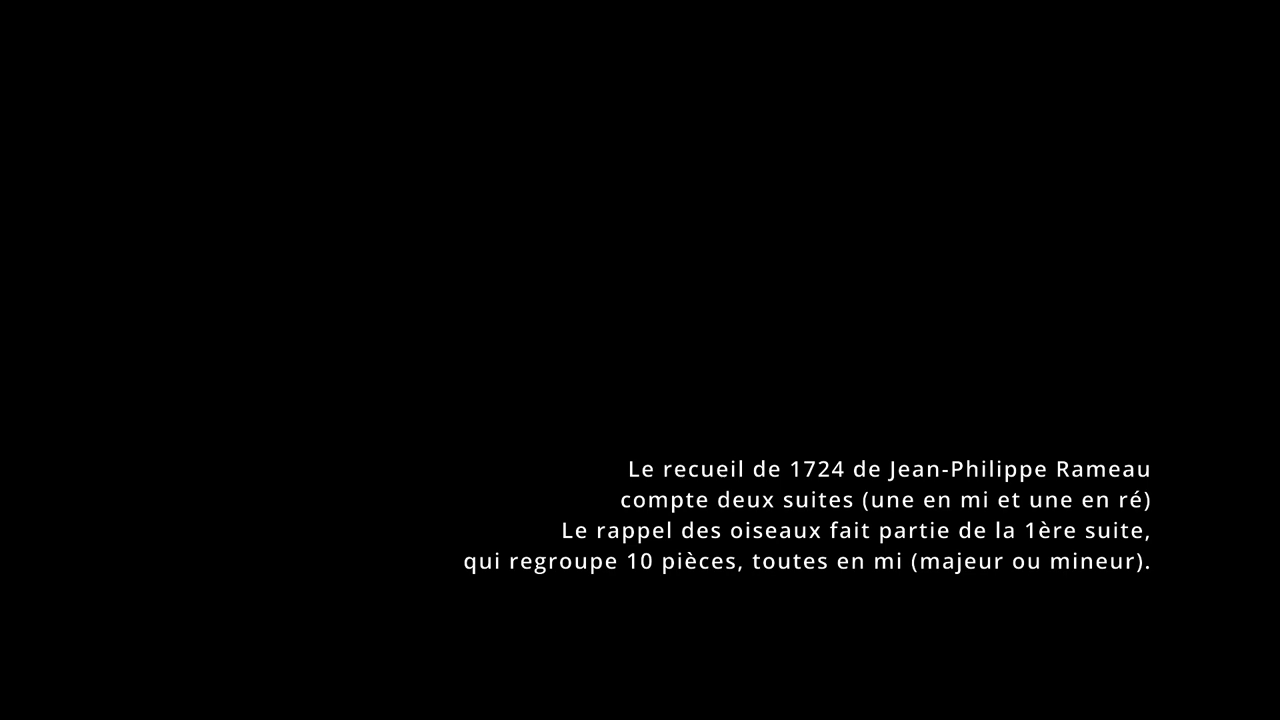 Le recueil de 1724 de Jean-Philippe Rameau
compte deux suites (une en mi et une en ré)
Le rappel des oiseaux fait partie de la 1ère suite,
qui regroupe 10 pièces, toutes en mi (majeur ou mineur).